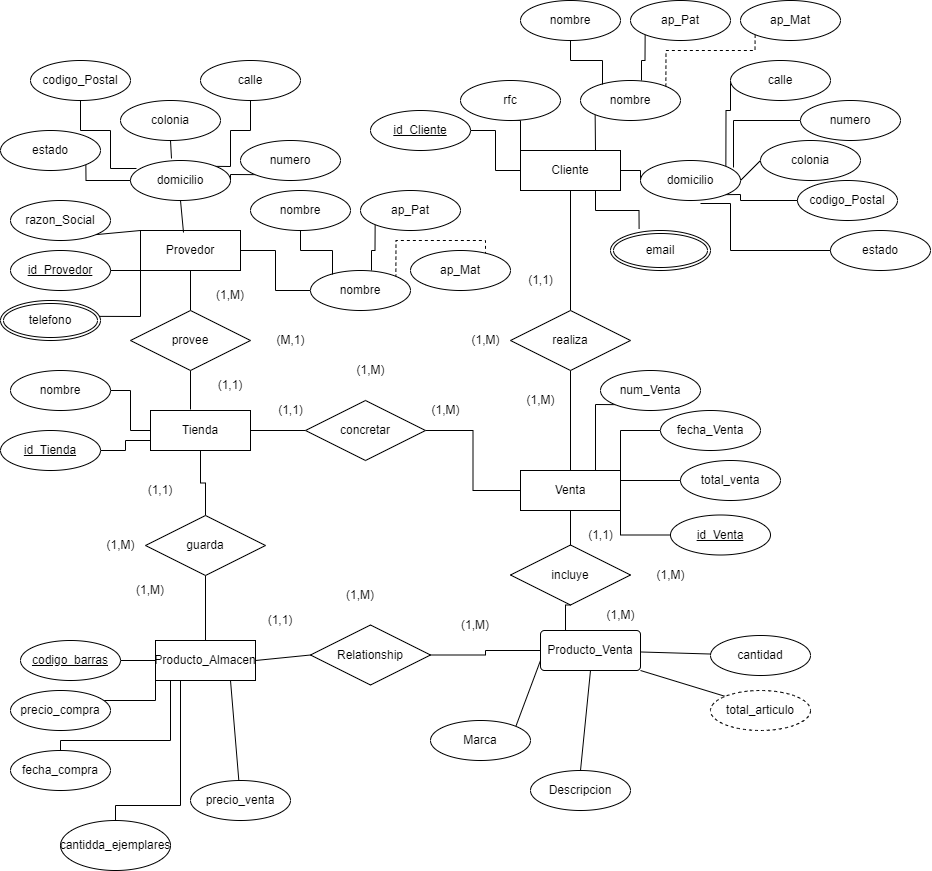 nombre
ap_Pat
ap_Mat
codigo_Postal
calle
calle
colonia
rfc
nombre
numero
id_Cliente
estado
numero
colonia
domicilio
Cliente
domicilio
codigo_Postal
razon_Social
nombre
ap_Pat
Provedor
email
estado
id_Provedor
ap_Mat
(1,1)
nombre
(1,M)
telefono
provee
(M,1)
(1,M)
realiza
(1,M)
(1,1)
nombre
num_Venta
(1,M)
(1,1)
(1,M)
Tienda
concretar
fecha_Venta
id_Tienda
total_venta
(1,1)
Venta
(1,1)
id_Venta
(1,M)
guarda
incluye
(1,M)
(1,M)
(1,M)
(1,M)
(1,1)
(1,M)
codigo_barras
Producto_Almacen
Relationship
Producto_Venta
cantidad
precio_compra
total_articulo
Marca
fecha_compra
precio_venta
Descripcion
cantidda_ejemplares